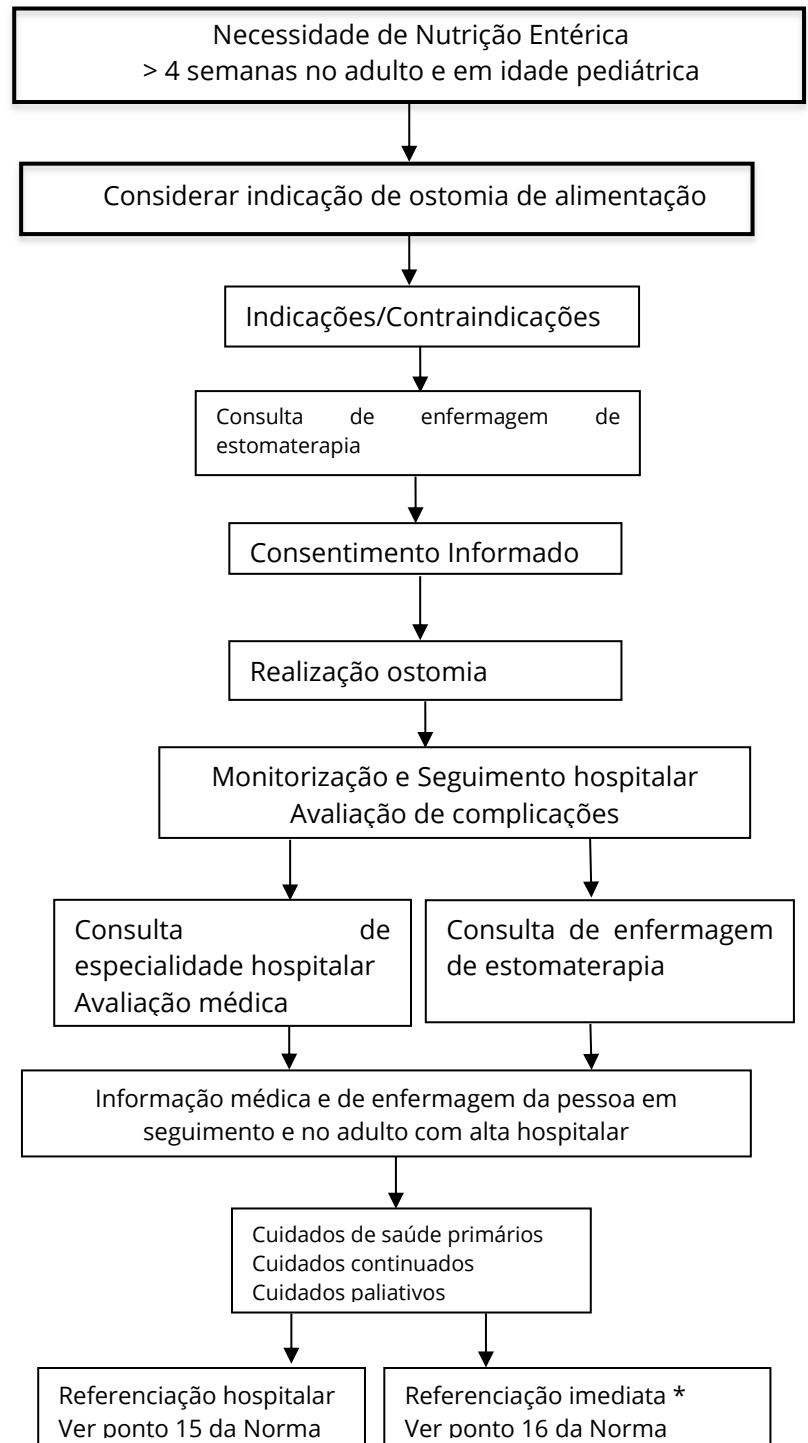 Necessidade de Nutrição Entérica
> 4 semanas no adulto e em idade pediátrica
Considerar indicação de ostomia de alimentação
Indicações/Contraindicações
Consulta de enfermagem de
estomaterapia
Consentimento Informado
Realização ostomia
Monitorização e Seguimento hospitalar
Avaliação de complicações
Consulta de
especialidade hospitalar
Avaliação médica
Consulta de enfermagem
de estomaterapia
Informação médica e de enfermagem da pessoa em
seguimento e no adulto com alta hospitalar
Cuidados de saúde primários
Cuidados continuados
Cuidados paliativos
Referenciação hospitalar
Ver ponto 15 da Norma
Referenciação imediata *
Ver ponto 16 da Norma